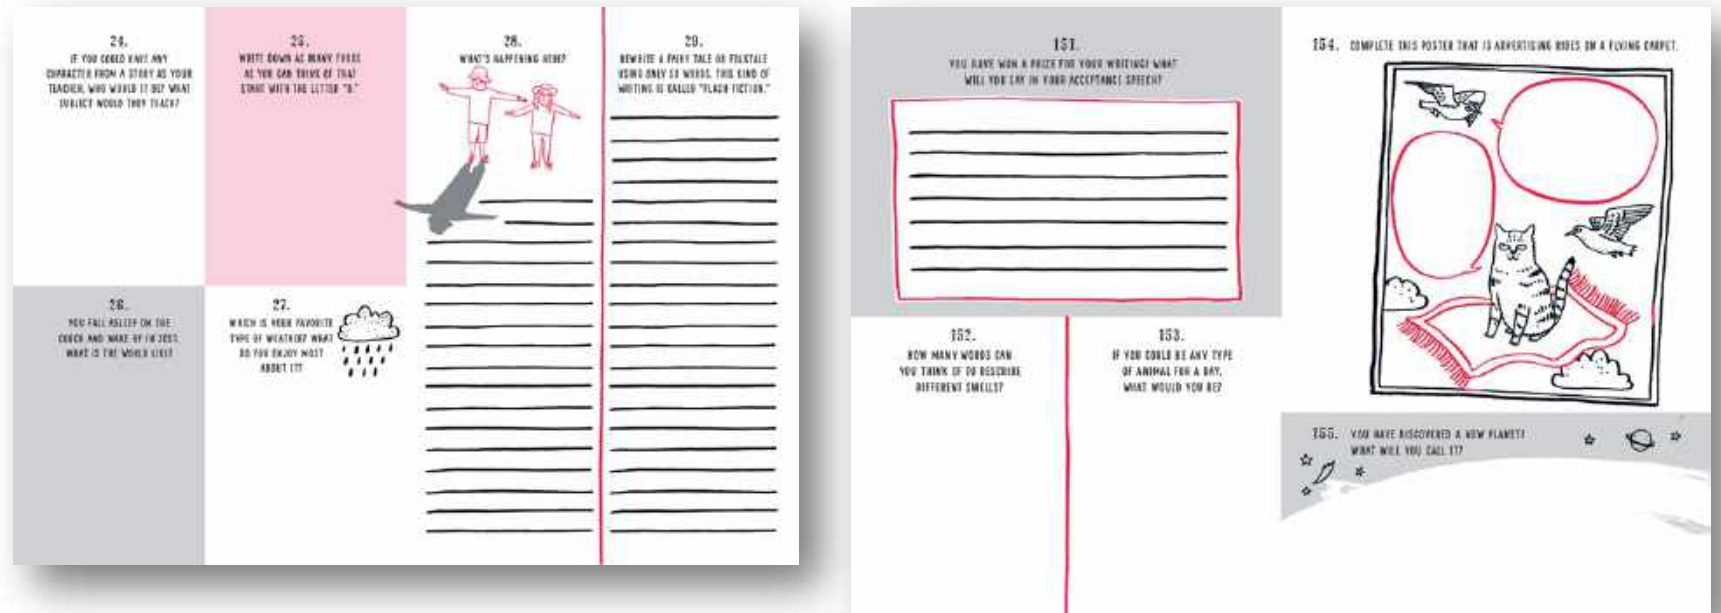 24.
IF YOU COULD HAVE ANY
CHARACTER FROM A STORY AS YOUR
TEACHER, WHO WOULD IT BE? WHAT
SUBJECT WOULD THEY TEACH?
25.
WRITE DOWN AS MANY FOODS
AS YOU CAN THINK OF THAT
START WITH THE LETTER "B."
26.
YOU FALL ASLEEP ON THE
COUCH AND WAKE UP IN
WHAT IS THE WORLD LIKE?
27.
WHICH IS YOUR FAVORITE
TYPE OF WEATHER? WHAT
DO YOU ENJOY MOST
ABOUT IT?
28.
WHAT'S HAPPENING HERE?
29.
REWRITE A FAIRY TALE OR FOLKTALE
USING ONLY 50 WORDS. THIS KIND OF
WRITING IS CALLED "FLASH FICTION."
151.
YOU HAVE WON A PRIZE FOR YOUR WRITING! WHAT
WILL YOU SAY IN YOUR ACCEPTANCE SPEECH?
152.
HOW MANY WORDS CAN
YOU THINK OF TO DESCRIBE
DIFFERENT SMELLS?
153.
IF YOU COULD BE ANY TYPE
OF ANIMAL FOR A DAY,
WHAT WOULD YOU BE?
154. COMPLETE THIS POSTER THAT IS ADVERTISING RIDES ON A FLYING CARPET.
155. YOU HAVE DISCOVERED A NEW PLANET!
WHAT WILL YOU CALL IT?